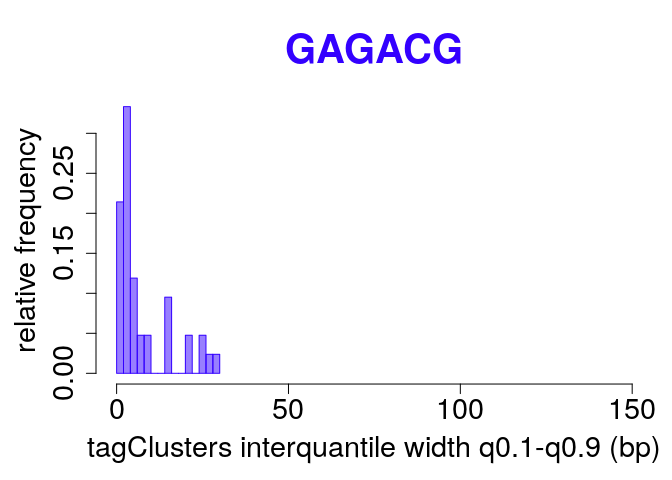 GAGACG
relative frequency
0.25
0.15
0.00
0 50 100 150
tagClusters interquantile width q0.1-q0.9 (bp)